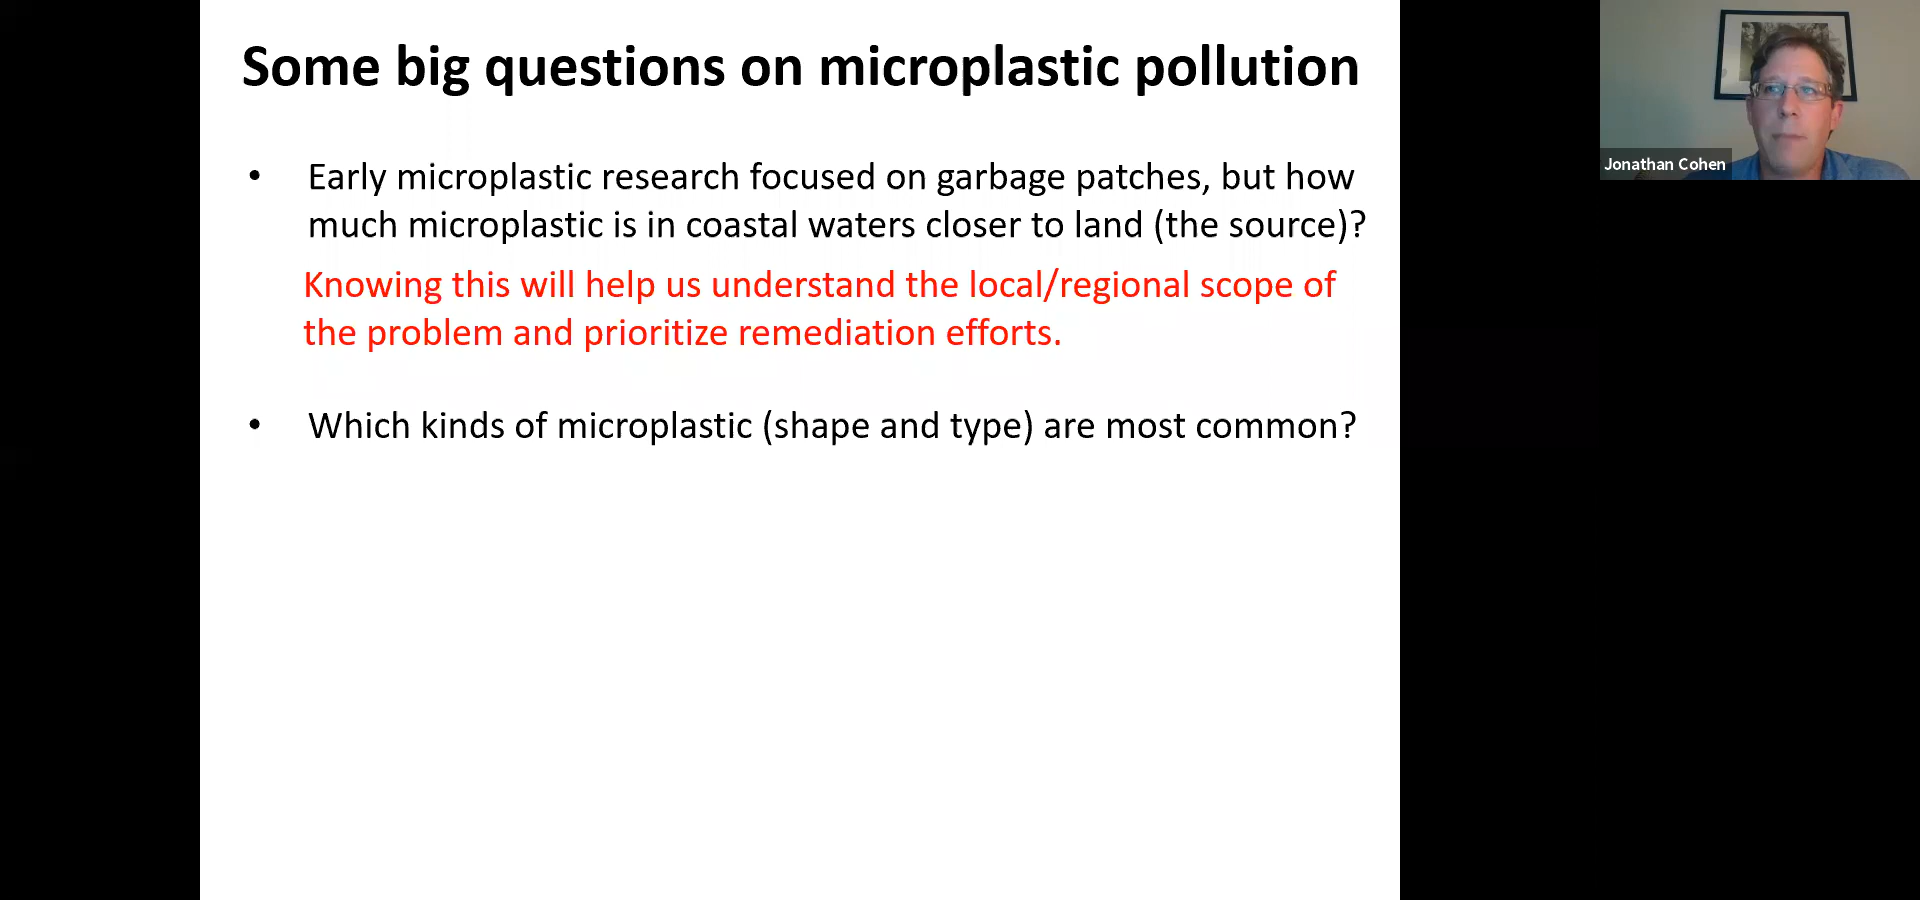 Some big questions on microplastic pollution
• Early microplastic research focused on garbage patches, but how
much microplastic is in coastal waters closer to land (the source)?
Knowing this will help us understand the local/regional scope of
the problem and prioritize remediation efforts.
• Which kinds of microplastic (shape and type) are most common?
Jonathan Cohen